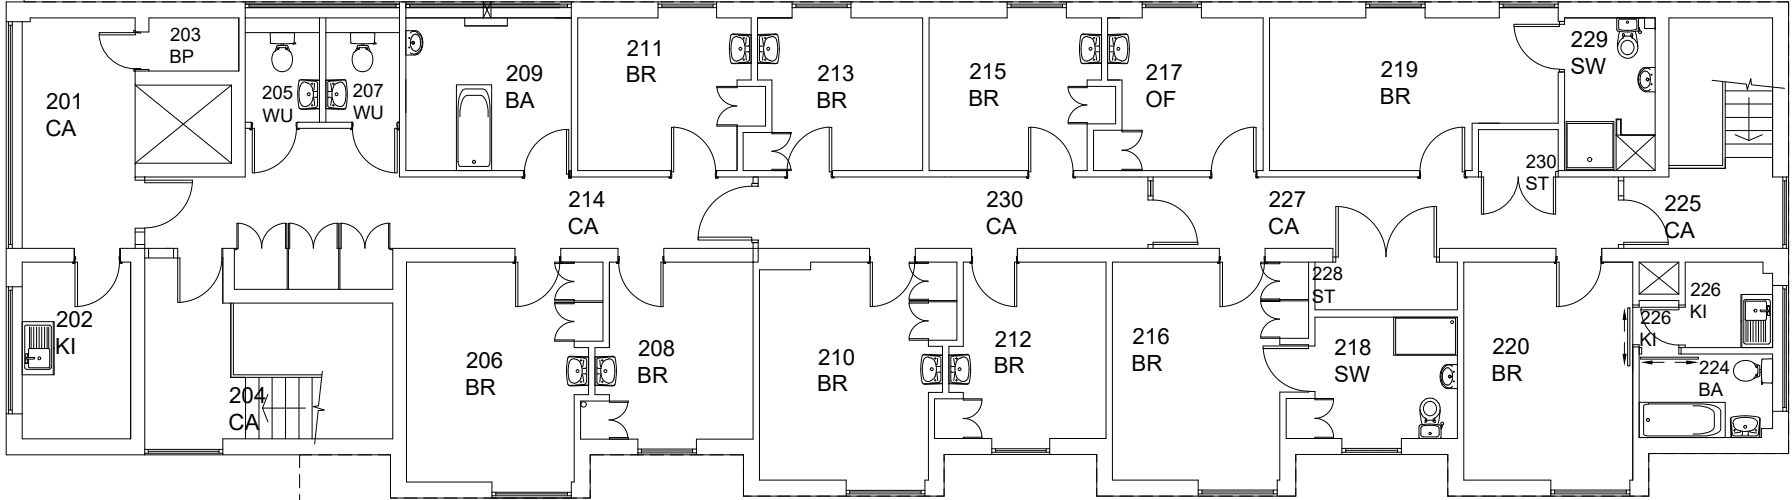 203
BP
201
CA
205
WU
207
WU
209
BA
211
BR
213
BR
215
BR
217
OF
219
BR
229
SW
230
ST
214
CA
230
CA
227
CA
225
CA
202
KI
204
CA
206
BR
208
BR
210
BR
212
BR
216
BR
228
ST
218
SW
220
BR
226
KI
226
KI
224
BA